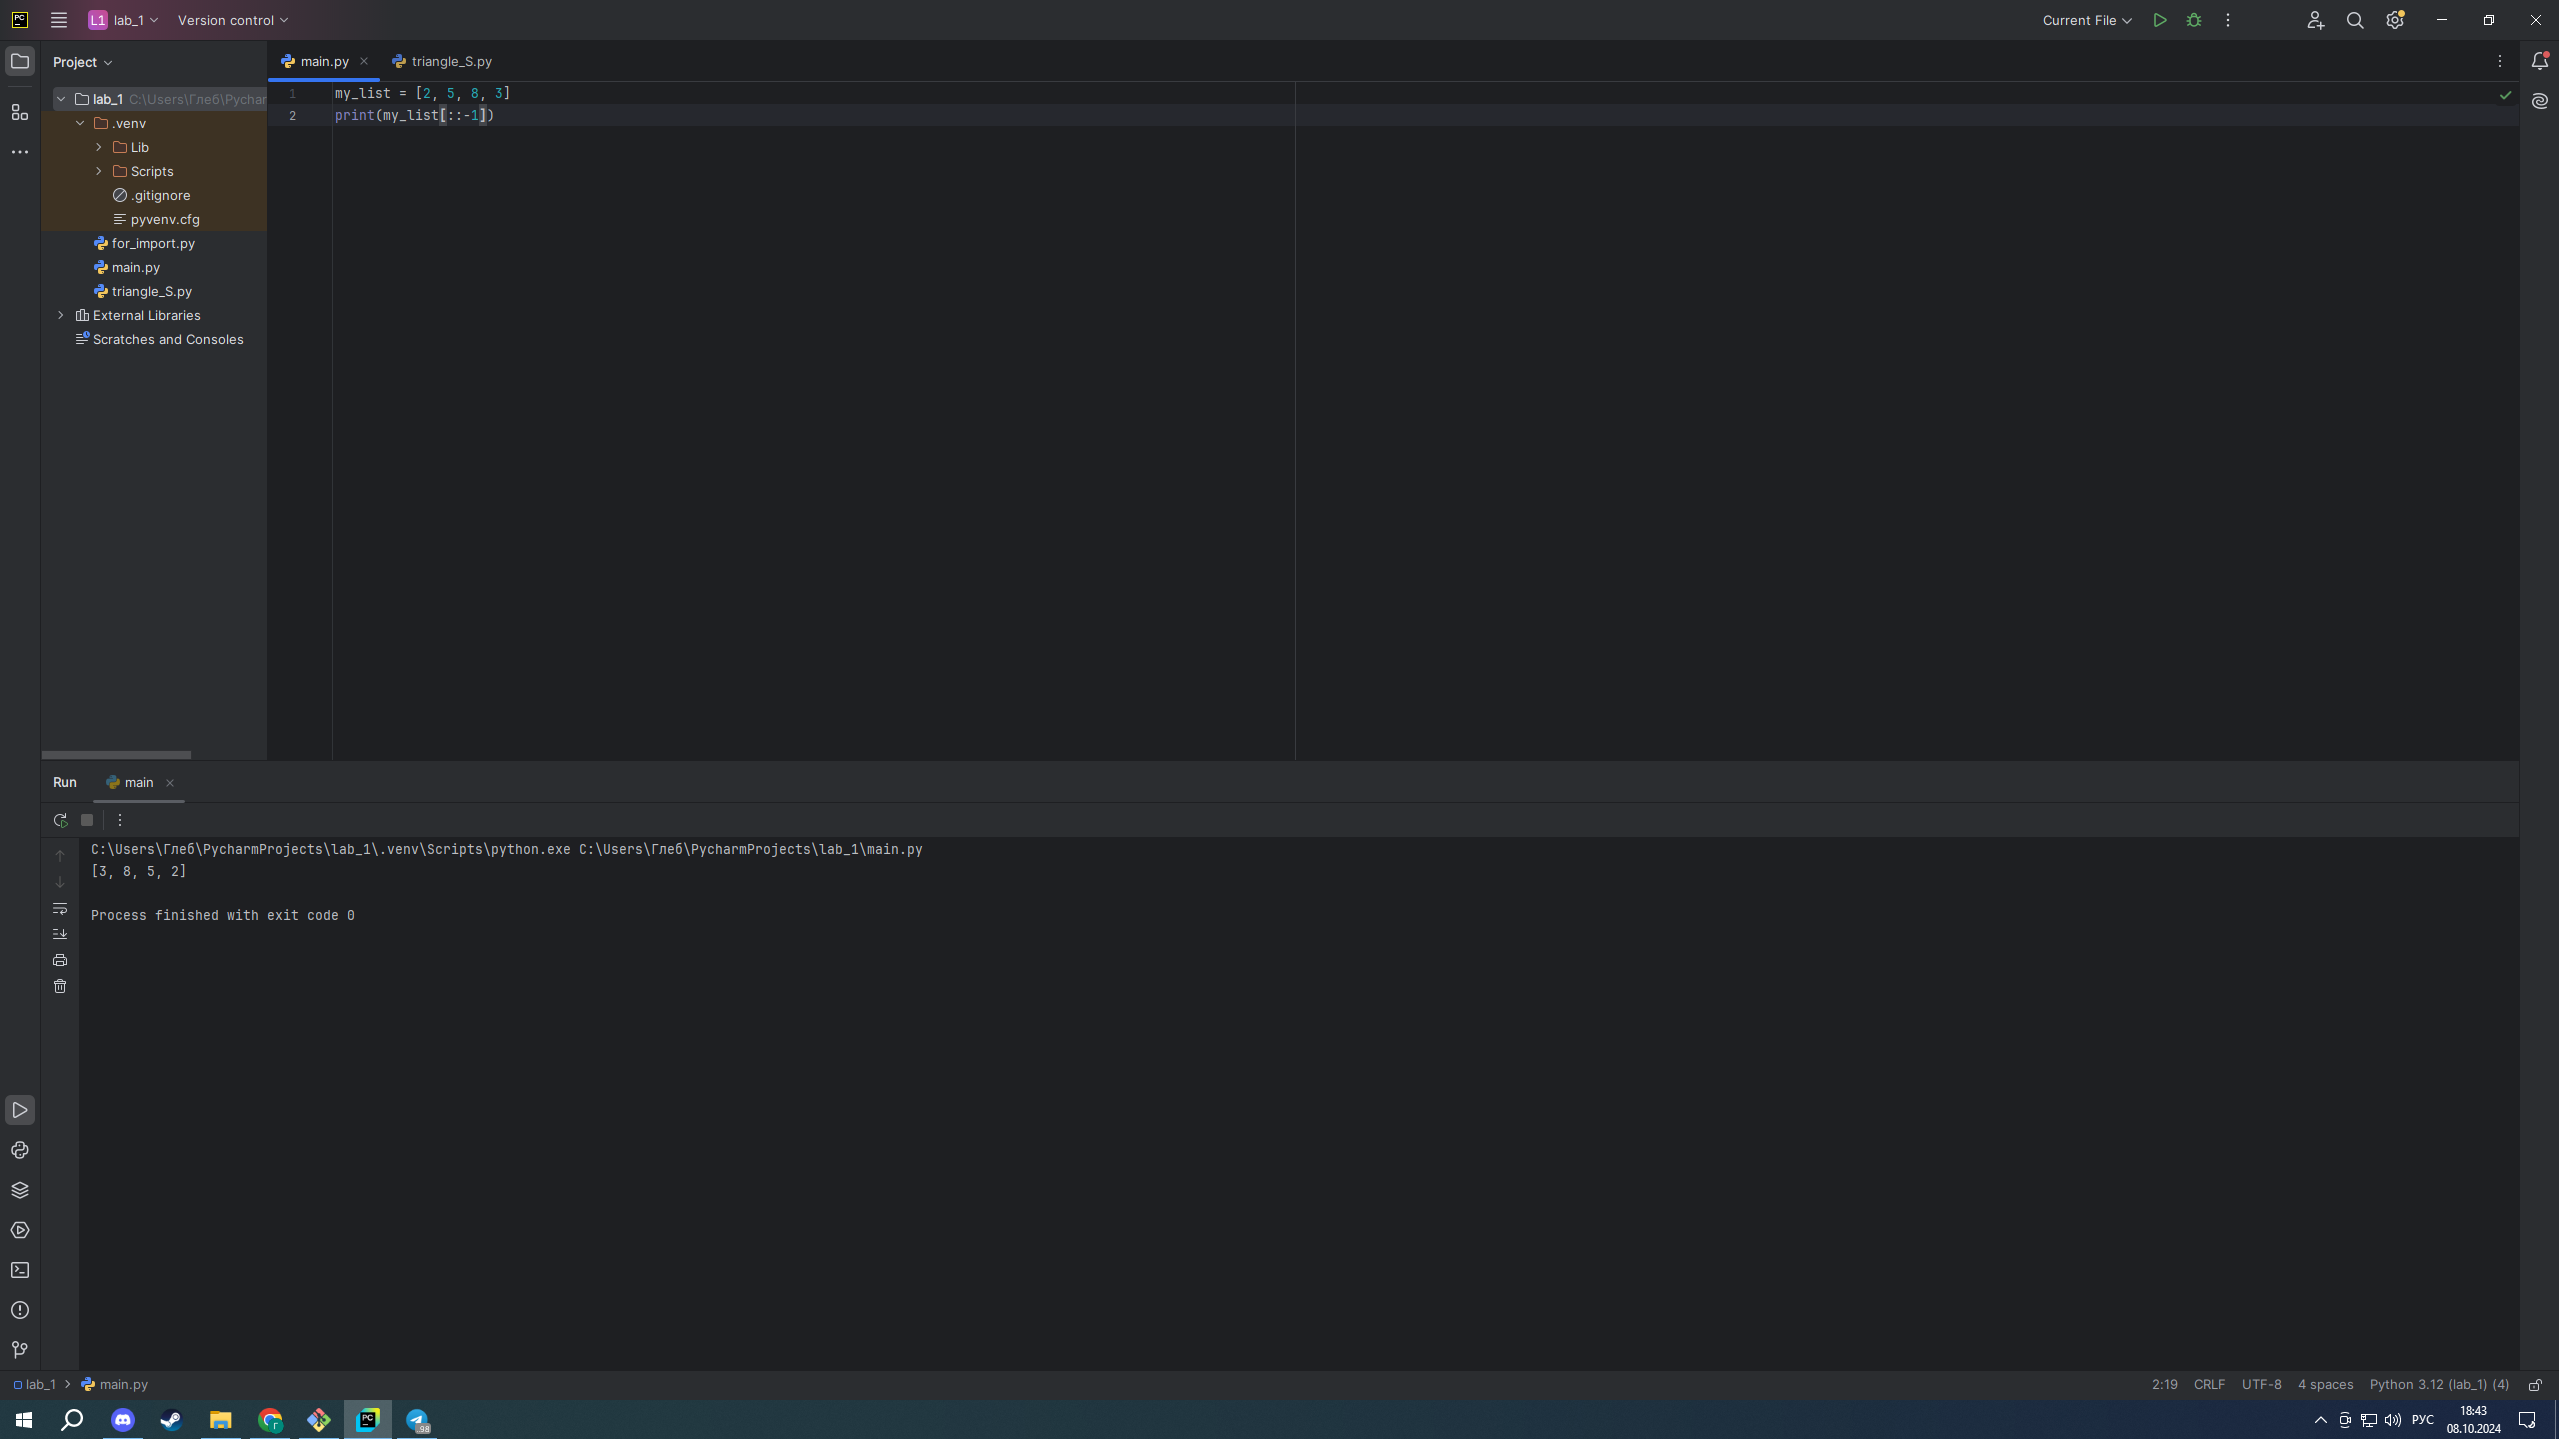 PC
L1 lab_1 Version control Current File
Project main.py triangle_S.py
lab_1 C:\Users\Глеб\Pychar
.venv
Lib
Scripts
.gitignore
pyvenv.cfg
for_import.py
main.py
triangle_S.py
External Libraries
Scratches and Consoles
1 my_list = [2, 5, 8, 3]
2 print(my_list[::-1])
Run main
C:\Users\Глеб\PycharmProjects\lab_1\.venv\Scripts\python.exe C:\Users\Глеб\PycharmProjects\lab_1\main.py
[3, 8, 5, 2]
Process finished with exit code 0
lab_1 main.py 2:19 CRLF UTF-8 4 spaces Python 3.12 (lab_1) (4)
PC .98 РУС 18:43
08.10.2024